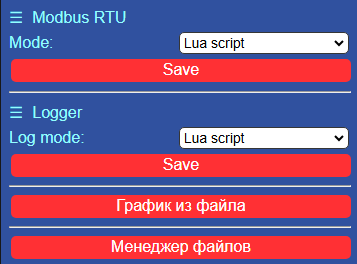 ☰ Modbus RTU
Mode: Lua script
Save
☰ Logger
Log mode: Lua script
Save
График из файла
Менеджер файлов